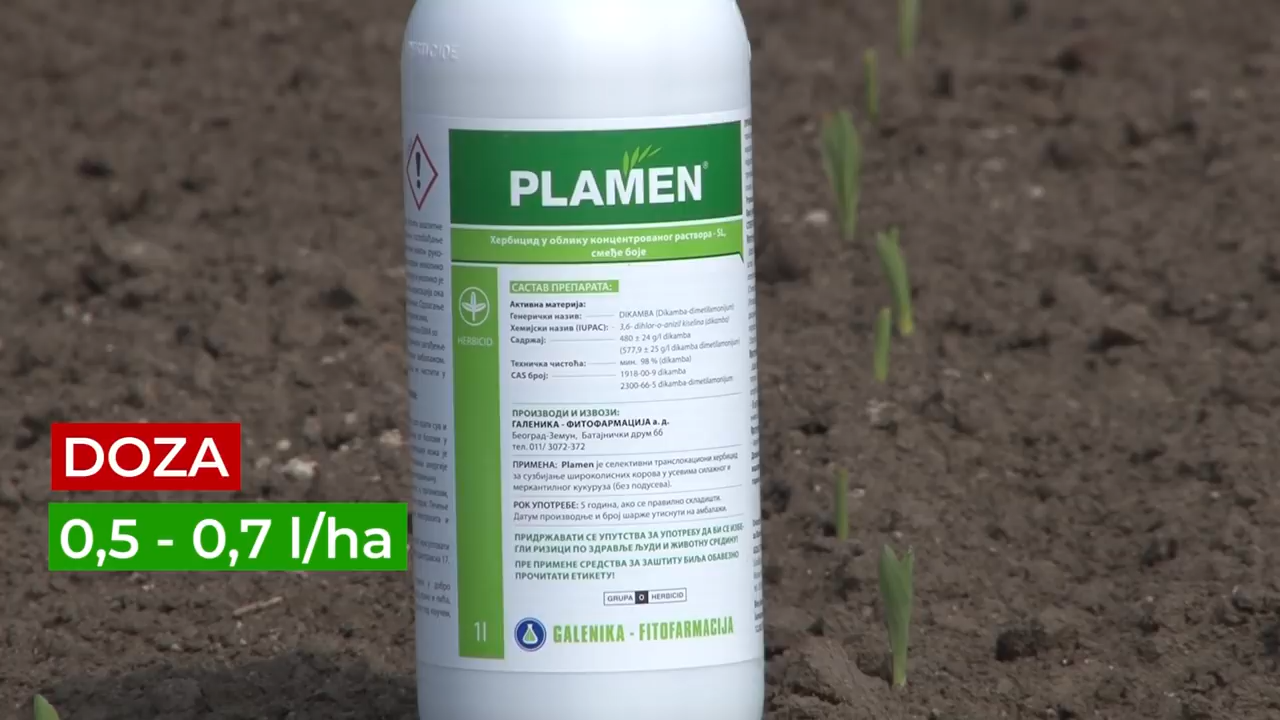 PLAMEN®
Хербицид у облику концентрованог раствора - SL,
смеђе боје
САСТАВ ПРЕПАРАТА:
Активна материја:
Генерички назив: DIKAMBA (Dikamba-dimetilamonijum)
Хемијски назив (IUPAC): - 3,6- dihlor-o-anizil kiselina (dikamba)
Садржај: 480 ± 24 g/l dikamba
(577,9 ± 25 g/l dikamba dimetilamonijum)
Техничка чистоћа: мин. 98 % (dikamba)
CAS број: 1918-00-9 dikamba
2300-66-5 dikamba-dimetilamonijum
HERBICID
ПРОИЗВОДИ И ИЗВОЗИ:
ГАЛЕНИКА - ФИТОФАРМАЦИЈА а. д.
Београд-Земун, Батајнички друм бб
тел. 011/ 3072-372
ПРИМЕНА: Plamen је селективни транслокациони хербицид
за сузбијање широколисних корова у усевима силажног и
меркантилног кукуруза (без подусева).
РОК УПОТРЕБЕ: 5 година, ако се правилно складишти.
Датум производње и број шарже утиснути на амбалажи.
ПРИДРЖАВАТИ СЕ УПУТСТВА ЗА УПОТРЕБУ ДА БИ СЕ ИЗБЕ-
ГЛИ РИЗИЦИ ПО ЗДРАВЉЕ ЉУДИ И ЖИВОТНУ СРЕДИНУ!
ПРЕ ПРИМЕНЕ СРЕДСТВА ЗА ЗАШТИТУ БИЉА ОБАВЕЗНО
ПРОЧИТАТИ ЕТИКЕТУ!
GRUPA O HERBICID
1l
GALENIKA - FITOFARMACIJA
DOZA
0,5 - 0,7 l/ha